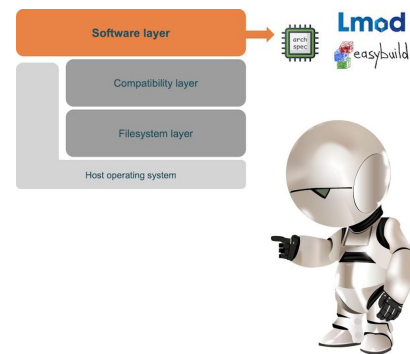 Software layer
arch
spec
Lmod
easybuild
Compatibility layer
Filesystem layer
Host operating system